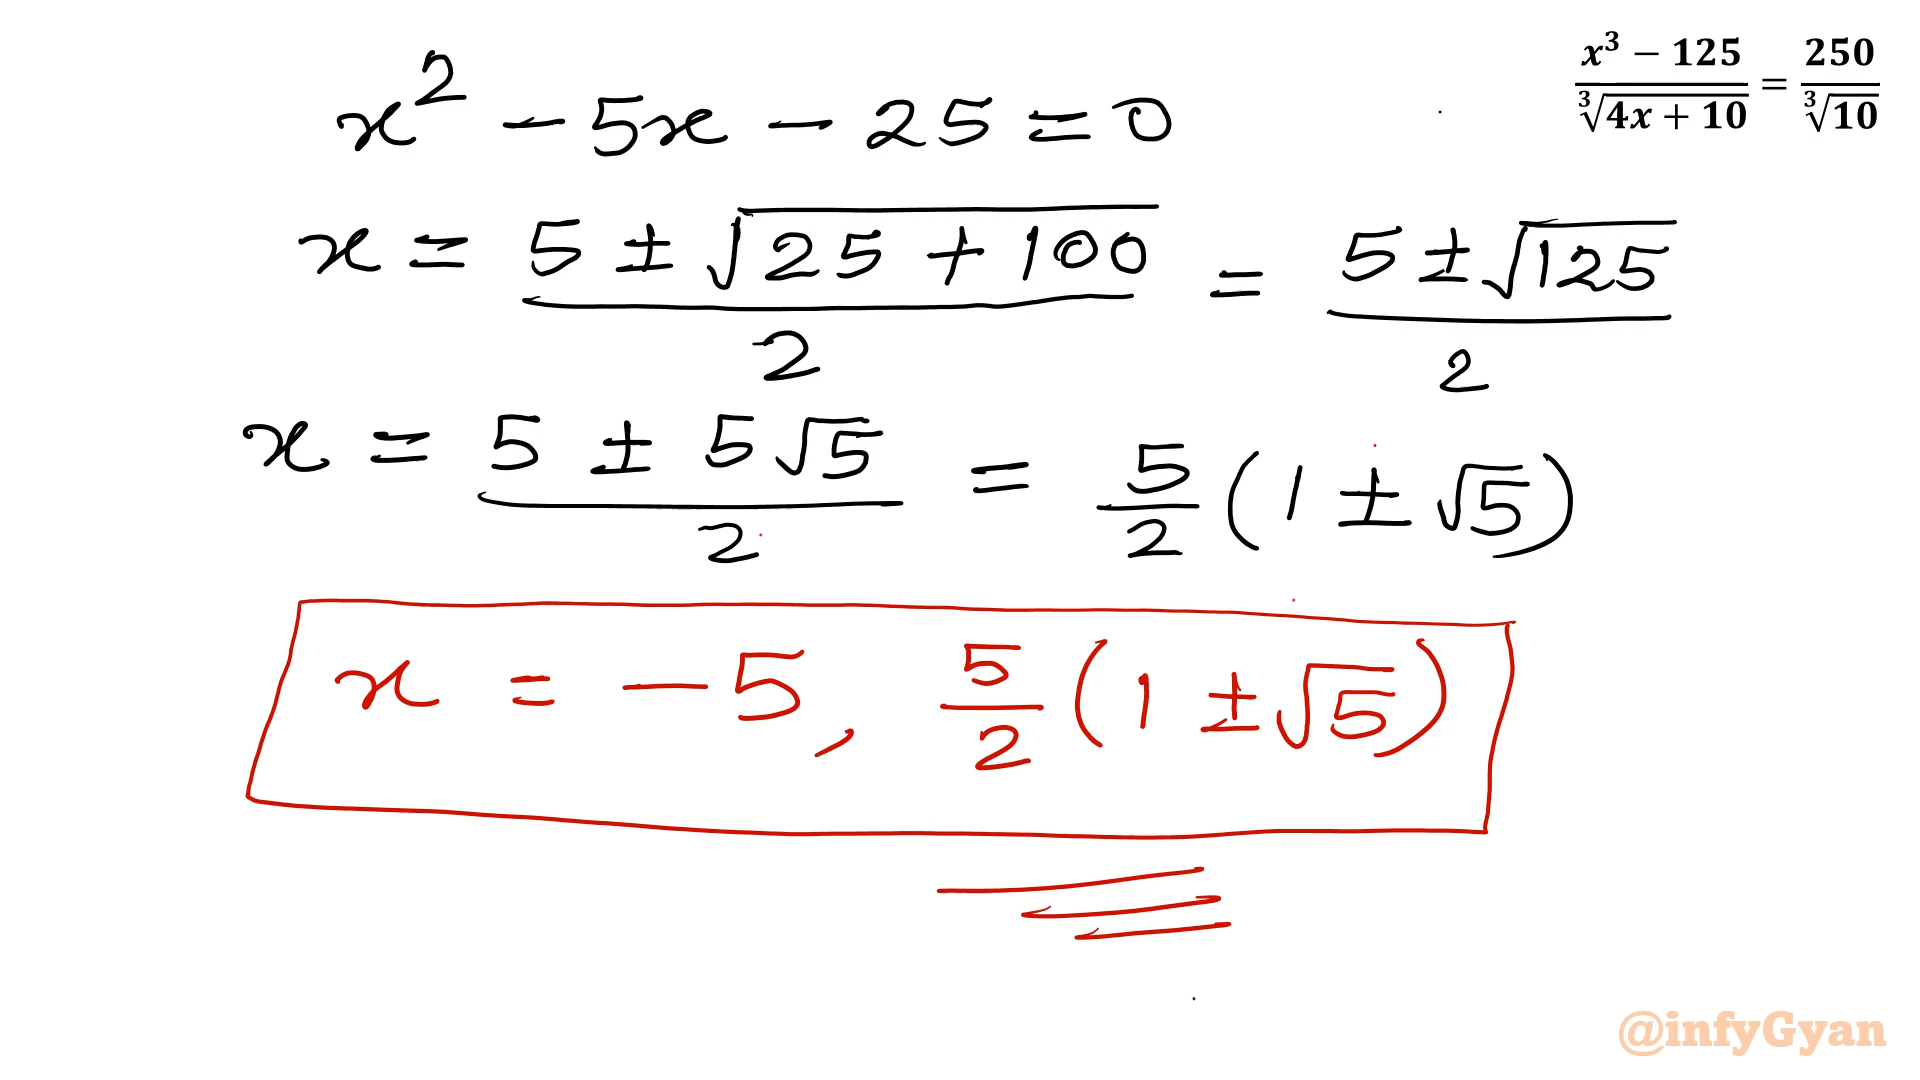 x³ − 125 / ∛(4x + 10) = 250 / ∛10
x² − 5x − 25 = 0
x = (5 ± √(25 + 100)) / 2 = (5 ± √125) / 2
x = (5 ± 5√5) / 2 = 5/2 (1 ± √5)
x = −5, 5/2 (1 ± √5)
@infyGyan